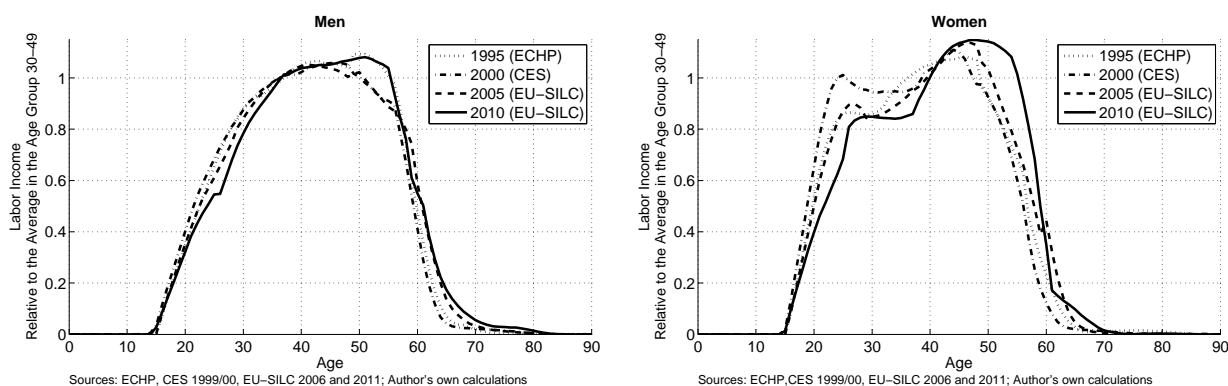 Men
Labor Income
Relative to the Average in the Age Group 30−49
1
0.8
0.6
0.4
0.2
0
0 10 20 30 40 50 60 70 80 90
Age
1995 (ECHP)
2000 (CES)
2005 (EU−SILC)
2010 (EU−SILC)
Sources: ECHP, CES 1999/00, EU−SILC 2006 and 2011; Author's own calculations
Women
Labor Income
Relative to the Average in the Age Group 30−49
1
0.8
0.6
0.4
0.2
0
0 10 20 30 40 50 60 70 80 90
Age
1995 (ECHP)
2000 (CES)
2005 (EU−SILC)
2010 (EU−SILC)
Sources: ECHP,CES 1999/00, EU−SILC 2006 and 2011; Author's own calculations